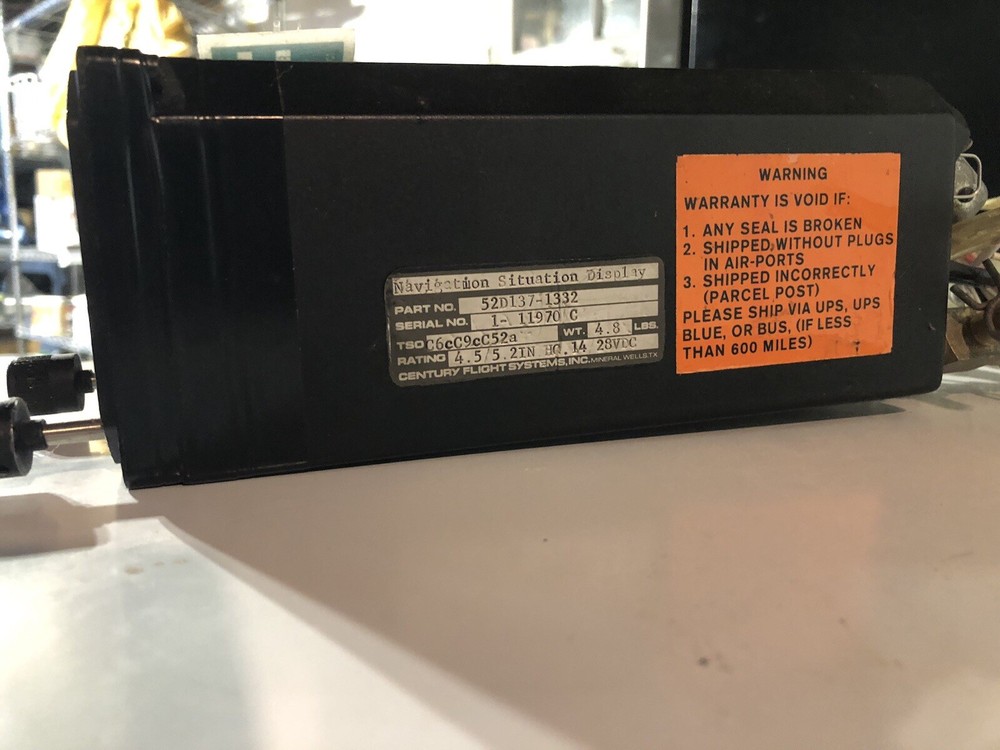 Navigation Situation Display
PART NO. 52D137-1332
SERIAL NO. 1- 11970 C
TSO C6cC9cC52a WT. 4.8 LBS.
RATING 4.5/5.2IN HG.14 28VDC
CENTURY FLIGHT SYSTEMS, INC. MINERAL WELLS, TX
WARNING
WARRANTY IS VOID IF:
1. ANY SEAL IS BROKEN
2. SHIPPED WITHOUT PLUGS
IN AIR-PORTS
3. SHIPPED INCORRECTLY
(PARCEL POST)
PLEASE SHIP VIA UPS, UPS
BLUE, OR BUS, (IF LESS
THAN 600 MILES)